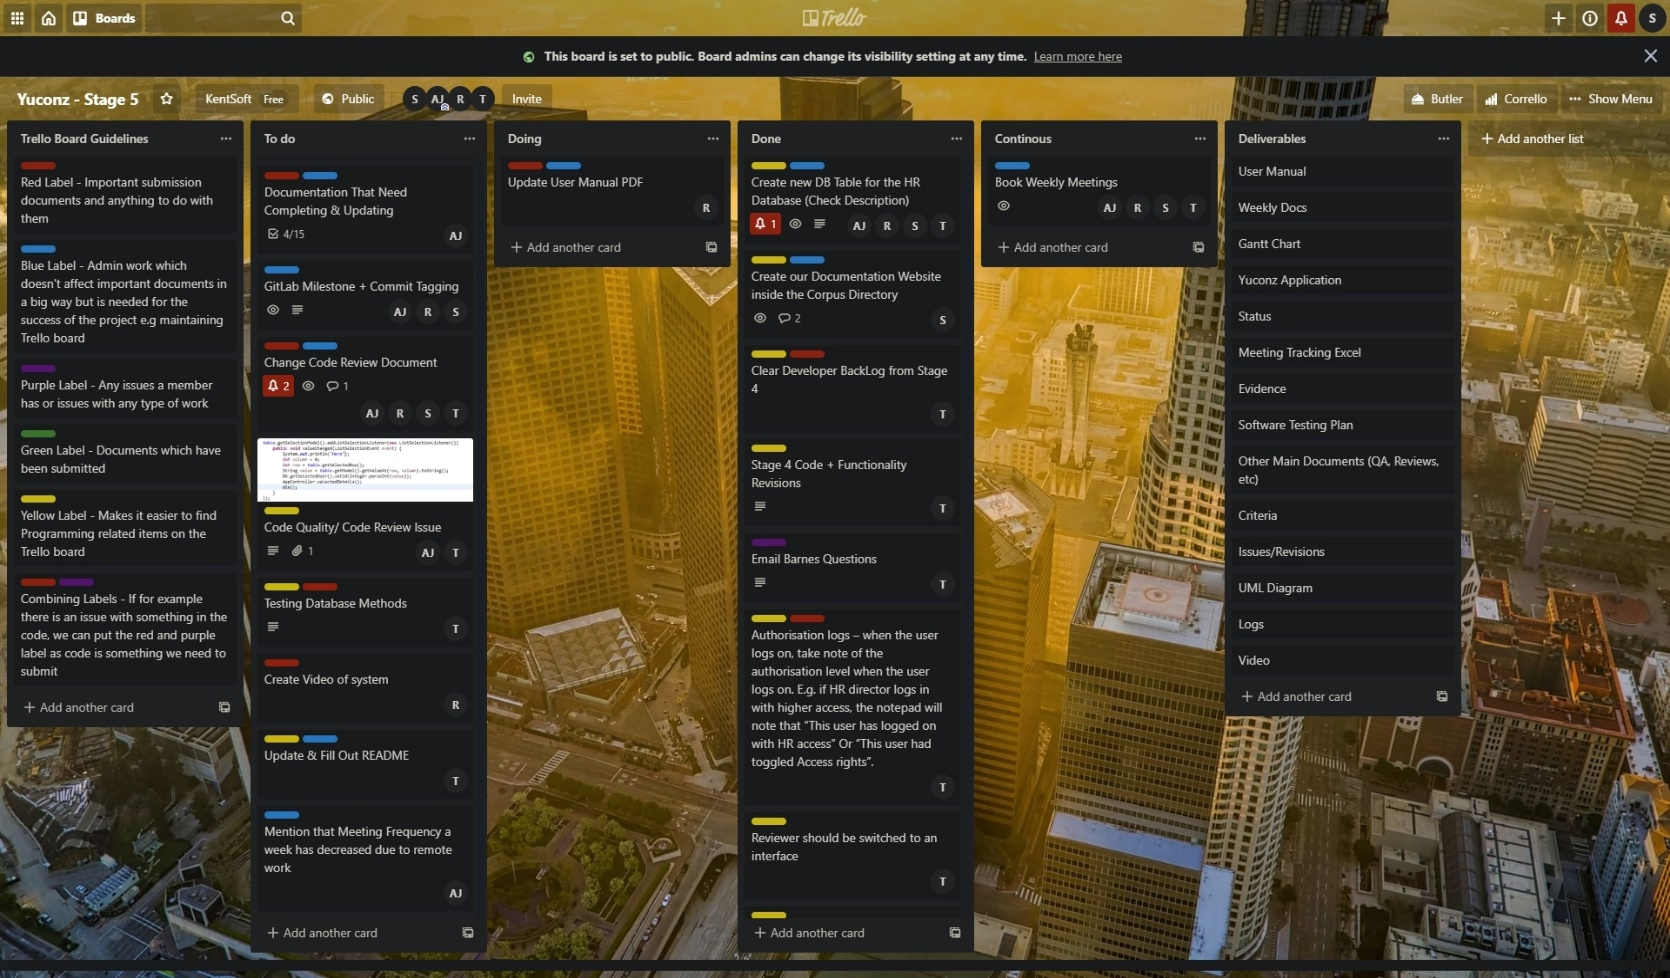 Boards
Trello
S
This board is set to public. Board admins can change its visibility setting at any time. Learn more here
Yuconz - Stage 5
KentSoft Free
Public
S AJ R T
Invite
Butler
Corrello
Show Menu
Trello Board Guidelines
Red Label - Important submission
documents and anything to do with
them
Blue Label - Admin work which
doesn't affect important documents in
a big way but is needed for the
success of the project e.g maintaining
Trello board
Purple Label - Any issues a member
has or issues with any type of work
Green Label - Documents which have
been submitted
Yellow Label - Makes it easier to find
Programming related items on the
Trello board
Combining Labels - If for example
there is an issue with something in the
code, we can put the red and purple
label as code is something we need to
submit
+ Add another card
To do
Documentation That Need
Completing & Updating
4/15
AJ
GitLab Milestone + Commit Tagging
AJ R S
Change Code Review Document
2 1
AJ R S T
Code Quality/ Code Review Issue
1
AJ T
Testing Database Methods
T
Create Video of system
R
Update & Fill Out README
T
Mention that Meeting Frequency a
week has decreased due to remote
work
AJ
+ Add another card
Doing
Update User Manual PDF
R
+ Add another card
Done
Create new DB Table for the HR
Database (Check Description)
1
AJ R S T
Create our Documentation Website
inside the Corpus Directory
2
S
Clear Developer BackLog from Stage
4
T
Stage 4 Code + Functionality
Revisions
T
Email Barnes Questions
T
Authorisation logs – when the user
logs on, take note of the
authorisation level when the user
logs on. E.g. if HR director logs in
with higher access, the notepad will
note that “This user has logged on
with HR access” Or “This user had
toggled Access rights”.
T
Reviewer should be switched to an
interface
T
+ Add another card
Continous
Book Weekly Meetings
AJ R S T
+ Add another card
Deliverables
User Manual
Weekly Docs
Gantt Chart
Yuconz Application
Status
Meeting Tracking Excel
Evidence
Software Testing Plan
Other Main Documents (QA, Reviews,
etc)
Criteria
Issues/Revisions
UML Diagram
Logs
Video
+ Add another card
+ Add another list